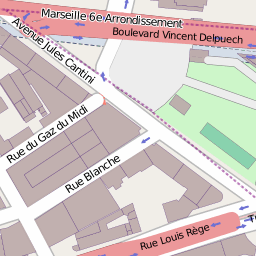 Marseille 6e Arrondissement
Boulevard Vincent Delpuech
Avenue Jules Cantini
Rue du Gaz du Midi
Rue Blanche
Rue Louis Rège